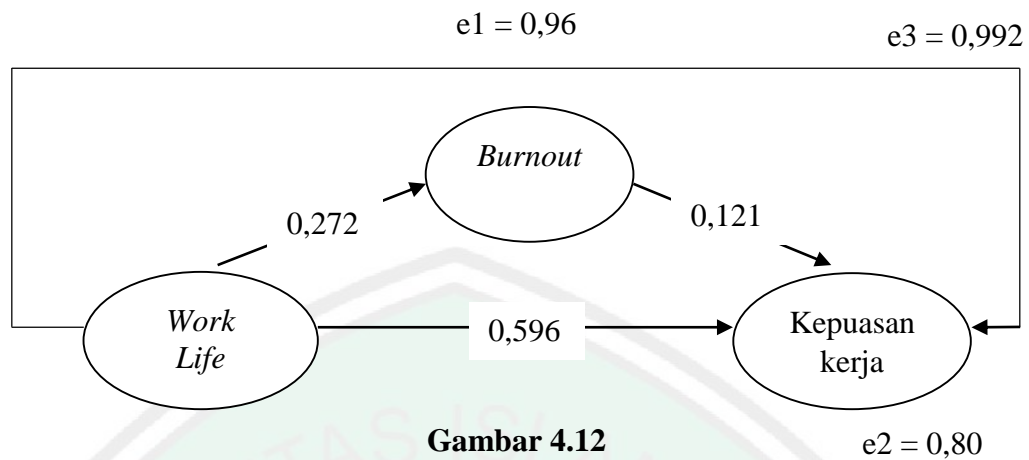 e1 = 0,96
e3 = 0,992
Burnout
0,272
0,121
Work
Life
0,596
Kepuasan
kerja
Gambar 4.12
e2 = 0,80